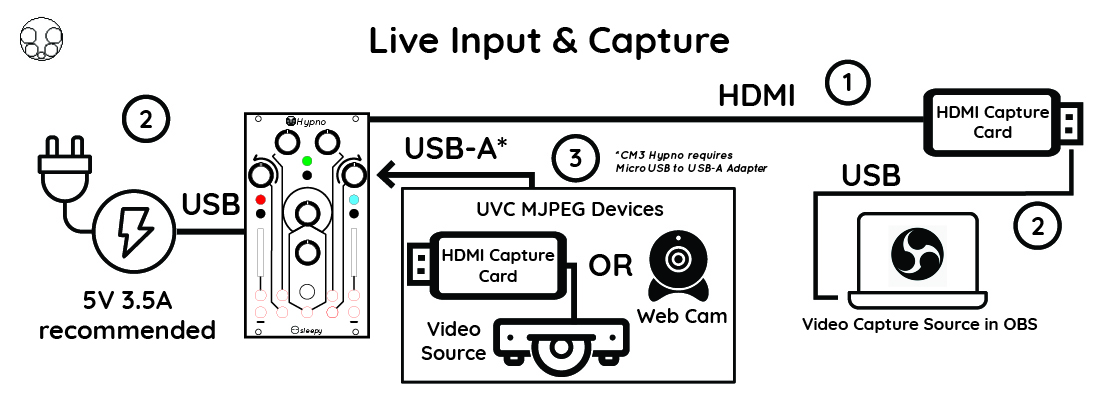 Live Input & Capture
HDMI
1
HDMI Capture
Card
2
Hypno
USB-A*
3
*CM3 Hypno requires
MicroUSB to USB-A Adapter
USB
2
USB
UVC MJPEG Devices
HDMI Capture
Card
OR
Web Cam
5V 3.5A
recommended
Video
Source
sleepy
Video Capture Source in OBS